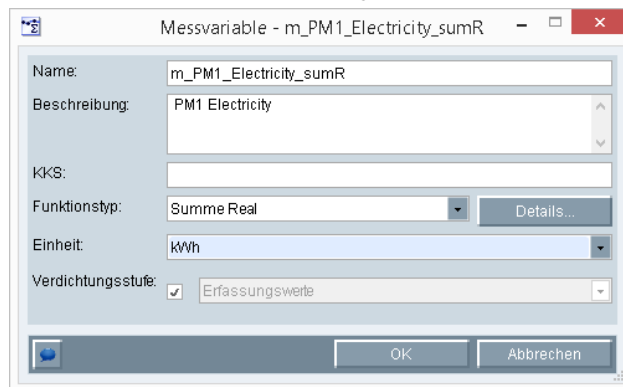 Messvariable - m_PM1_Electricity_sumR
Name: m_PM1_Electricity_sumR
Beschreibung: PM1 Electricity
KKS:
Funktionstyp: Summe Real Details...
Einheit: kWh
Verdichtungsstufe: Erfassungswerte
OK Abbrechen